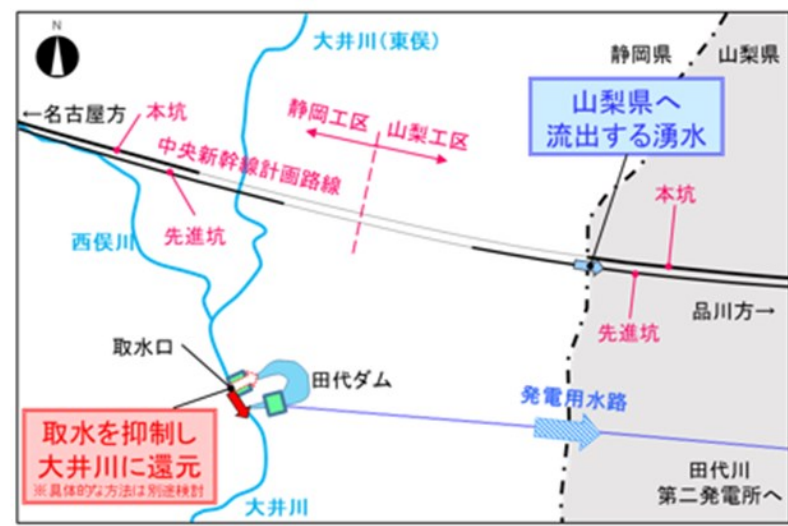 N
大井川(東俣)
静岡県
山梨県
←名古屋方
本坑
静岡工区
山梨工区
山梨県へ
流出する湧水
中央新幹線計画路線
西俣川
先進坑
本坑
品川方→
先進坑
取水口
田代ダム
発電用水路
取水を抑制し
大井川に還元
※具体的な方法は別途検討
大井川
田代川
第二発電所へ